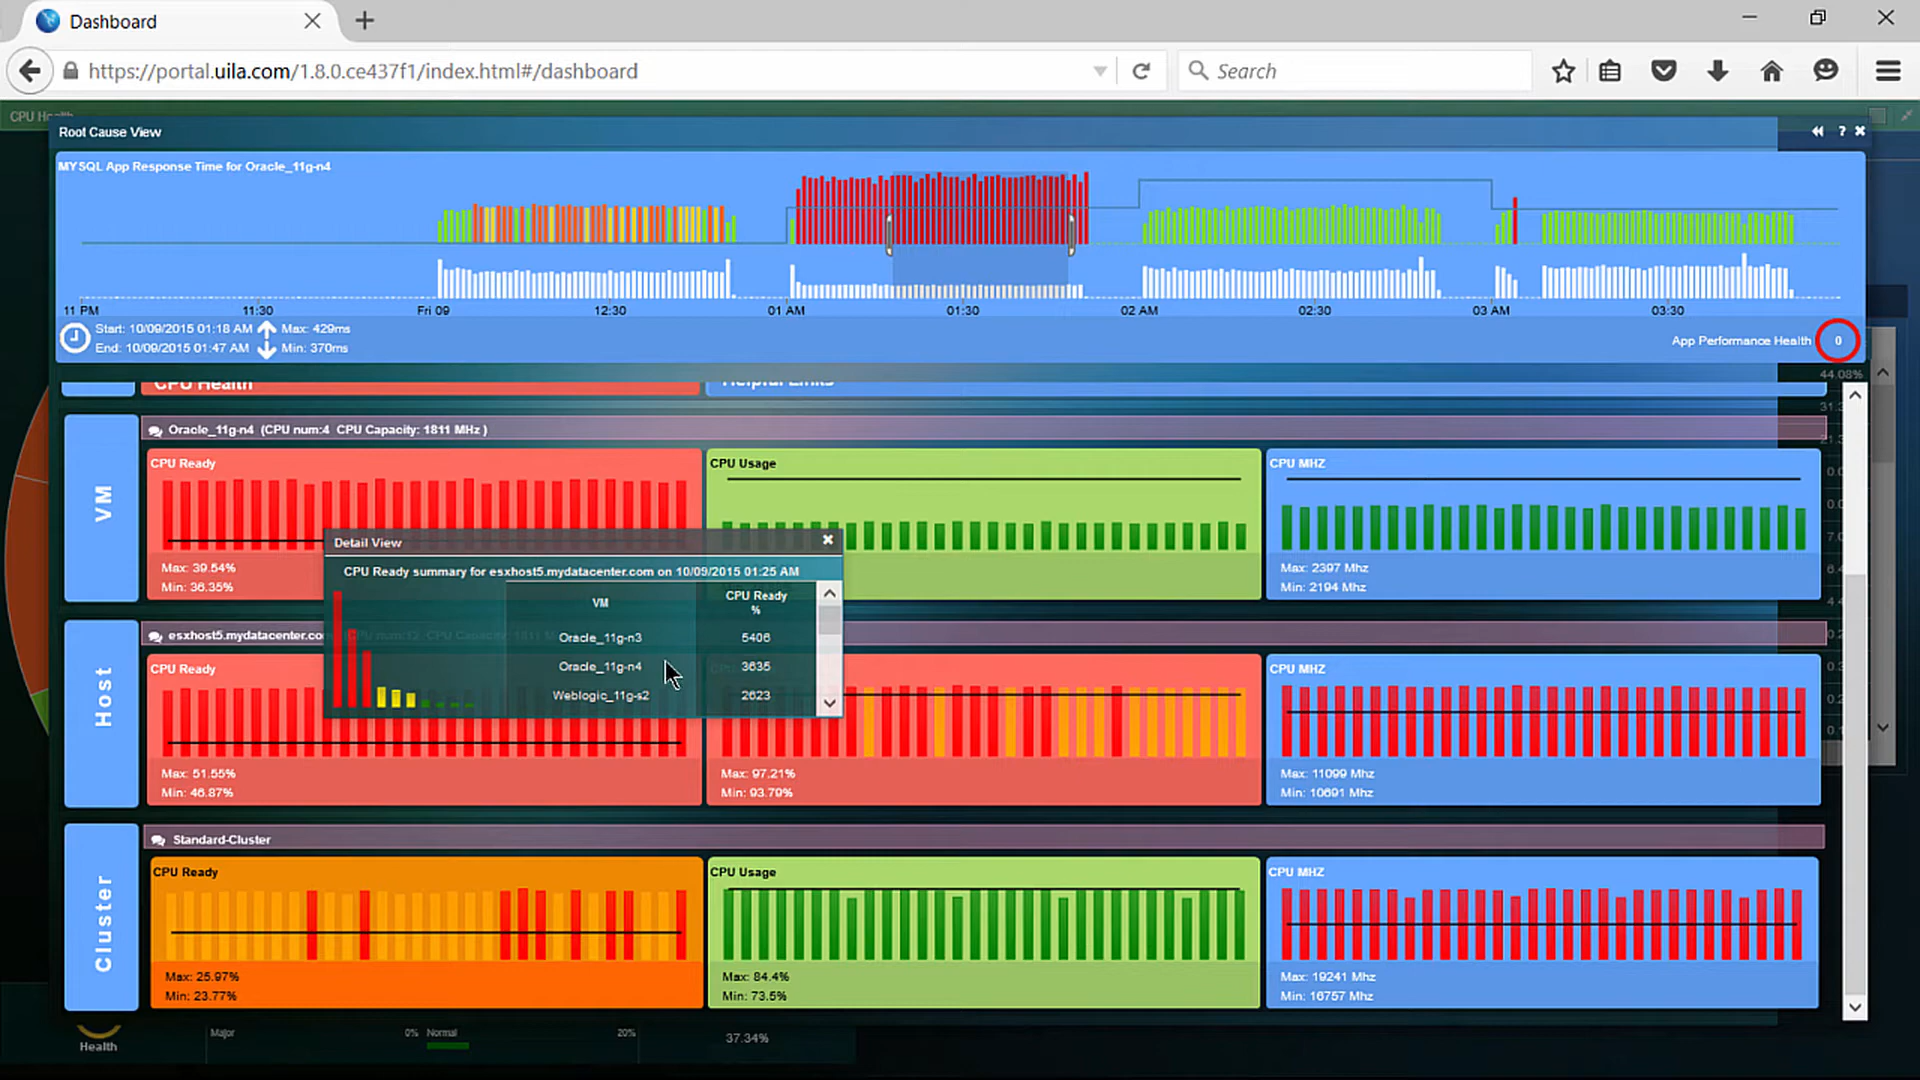 Dashboard
https://portal.uila.com/1.8.0.ce437f1/index.html#/dashboard
Search
Root Cause View
?
MYSQL App Response Time for Oracle_11g-n4
11 PM 11:30 Fri 09 12:30 01 AM 01:30 02 AM 02:30 03 AM 03:30
Start: 10/09/2015 01:18 AM Max: 429ms
End: 10/09/2015 01:47 AM Min: 370ms
App Performance Health 0
44.08%
CPU Health
Helpful Links
VM
Oracle_11g-n4 (CPU num:4 CPU Capacity: 1811 MHz )
CPU Ready
Max: 39.54%
Min: 36.35%
CPU Usage
CPU MHZ
Max: 2397 Mhz
Min: 2194 Mhz
Detail View
CPU Ready summary for esxhost5.mydatacenter.com on 10/09/2015 01:25 AM
VM CPU Ready %
Oracle_11g-n3 5406
Oracle_11g-n4 3635
Weblogic_11g-s2 2623
Host
esxhost5.mydatacenter.co
CPU Ready
Max: 51.55%
Min: 46.87%
Max: 97.21%
Min: 93.79%
CPU MHZ
Max: 11099 Mhz
Min: 10691 Mhz
Cluster
Standard-Cluster
CPU Ready
Max: 25.97%
Min: 23.77%
CPU Usage
Max: 84.4%
Min: 73.5%
CPU MHZ
Max: 19241 Mhz
Min: 16757 Mhz
Health
Major 0% Normal 20%
37.34%